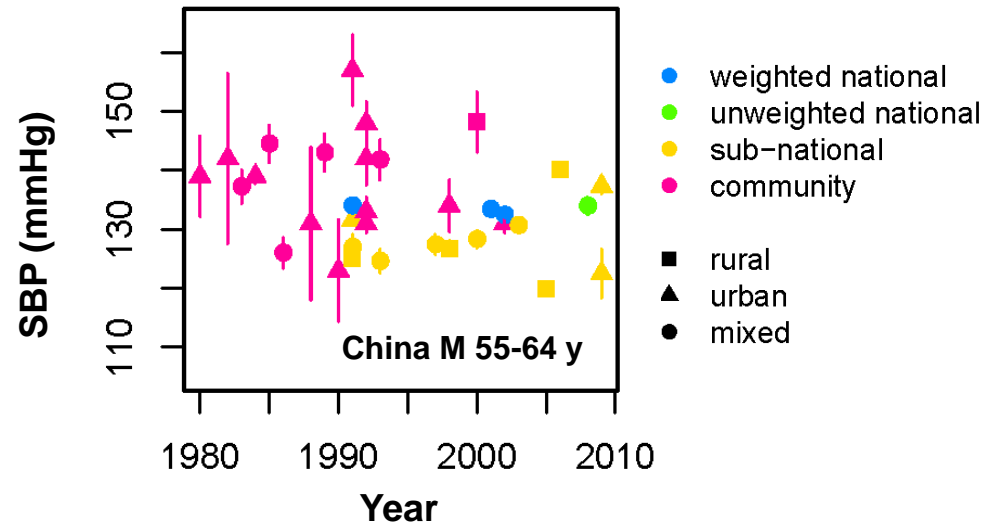 SBP (mmHg)
150
130
110
China M 55-64 y
1980 1990 2000 2010
Year
weighted national
unweighted national
sub−national
community
rural
urban
mixed